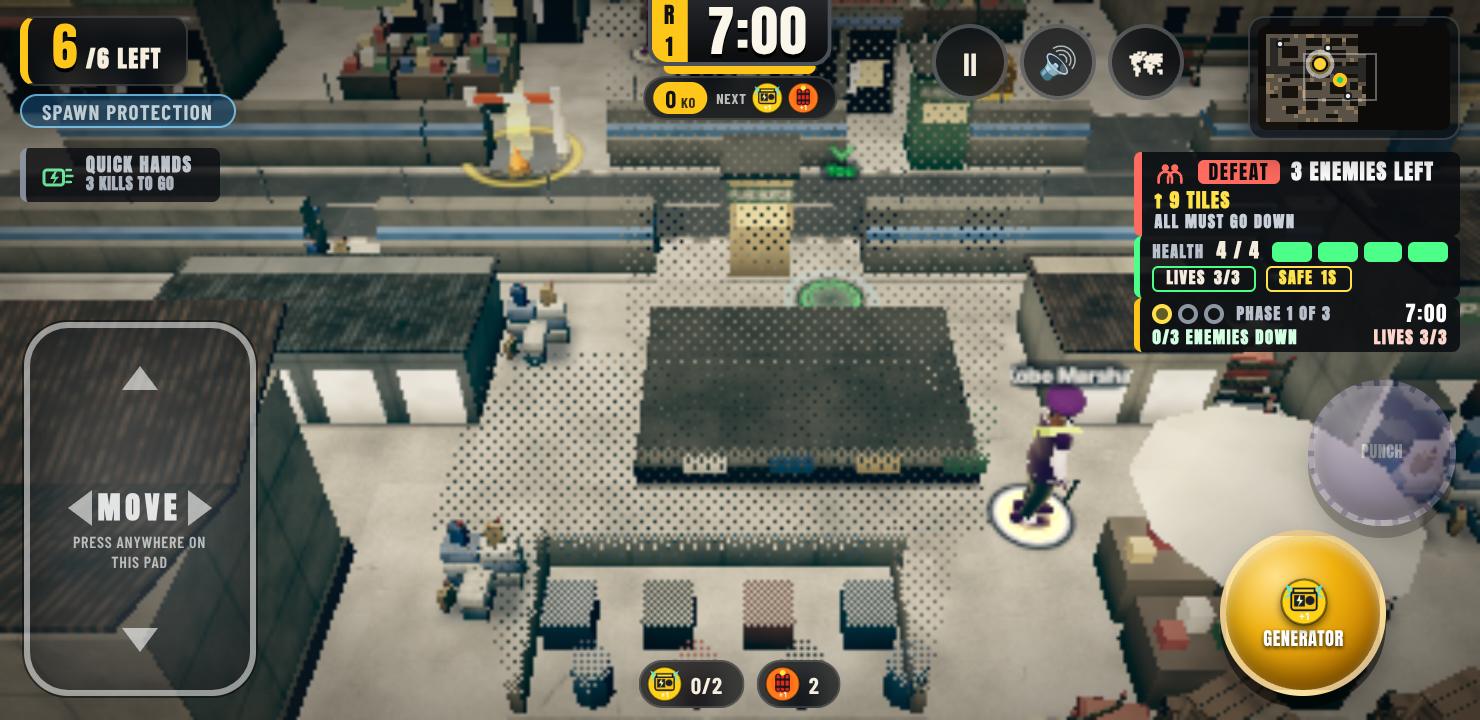 6 /6 LEFT
SPAWN PROTECTION
QUICK HANDS
3 KILLS TO GO
R
1
7:00
0 KO NEXT
DEFEAT 3 ENEMIES LEFT
↑ 9 TILES
ALL MUST GO DOWN
HEALTH 4 / 4
LIVES 3/3 SAFE 1S
PHASE 1 OF 3 7:00
0/3 ENEMIES DOWN LIVES 3/3
MOVE
PRESS ANYWHERE ON
THIS PAD
PUNCH
+1
GENERATOR
0/2
2